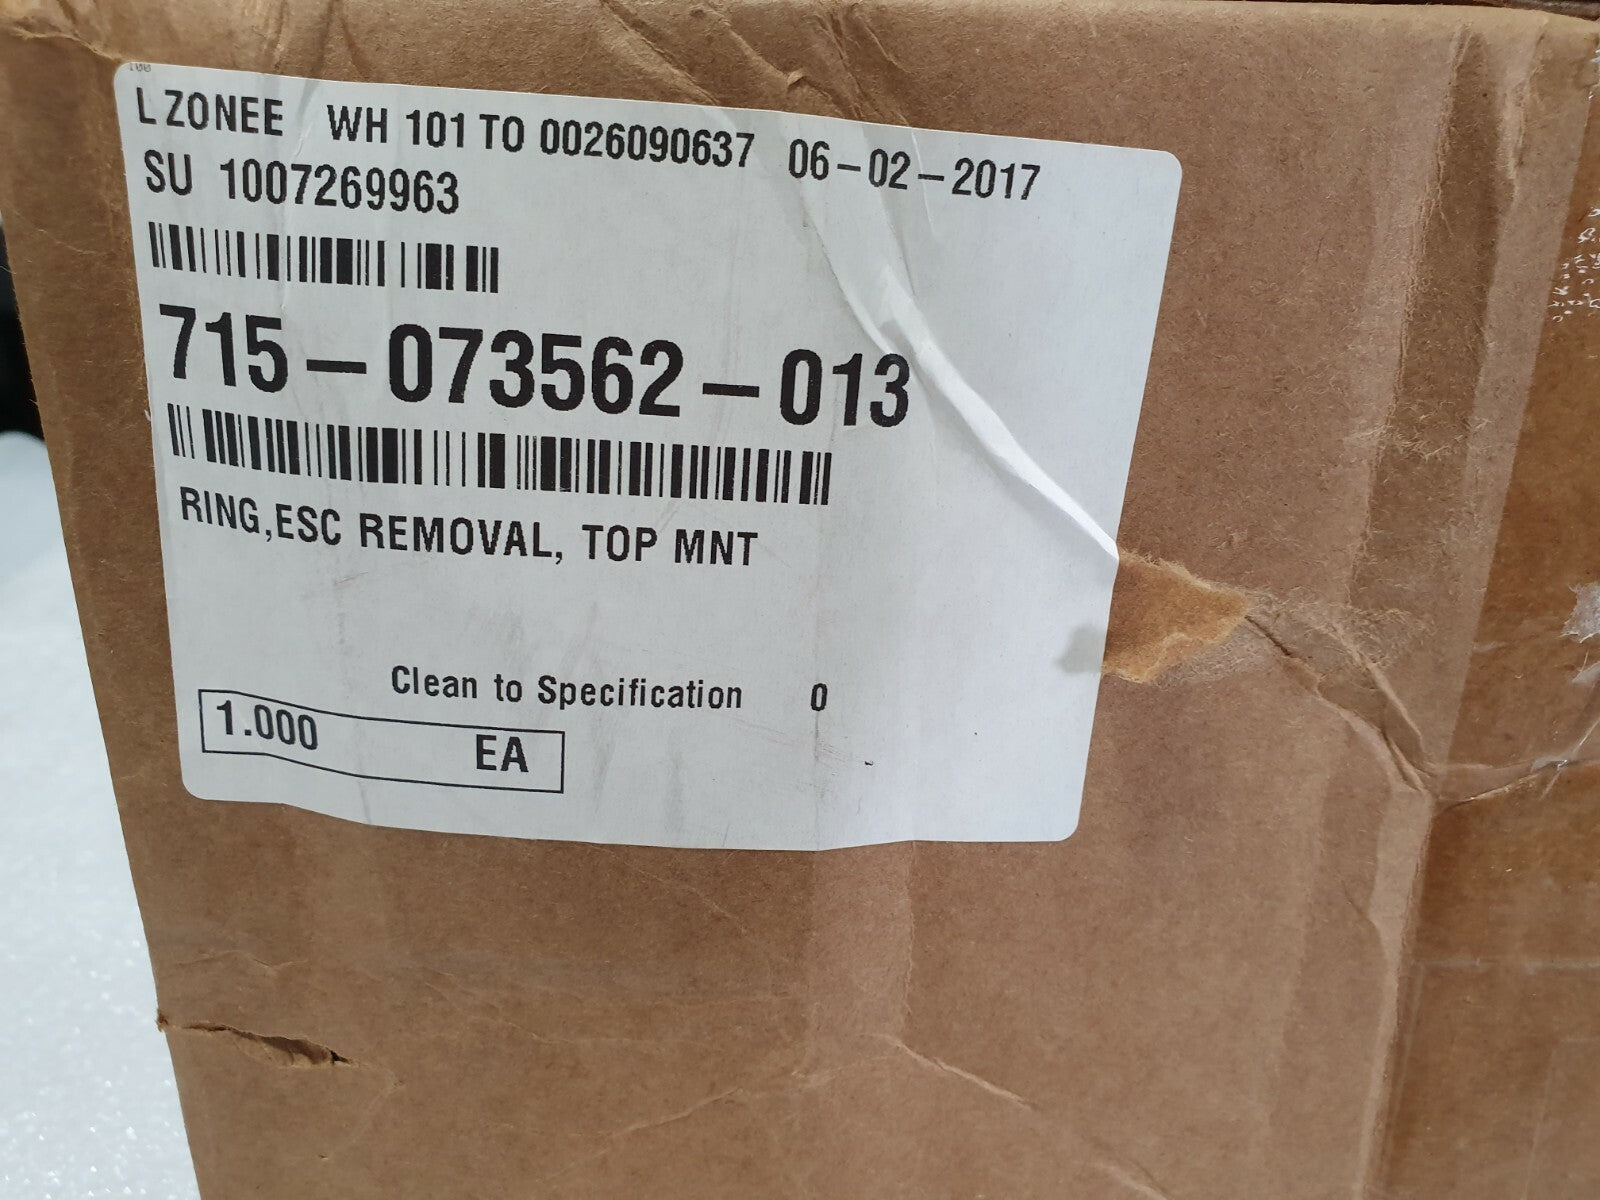 100
L ZONEE WH 101 TO 0026090637 06-02-2017
SU 1007269963
715-073562-013
RING,ESC REMOVAL, TOP MNT
Clean to Specification 0
1.000 EA